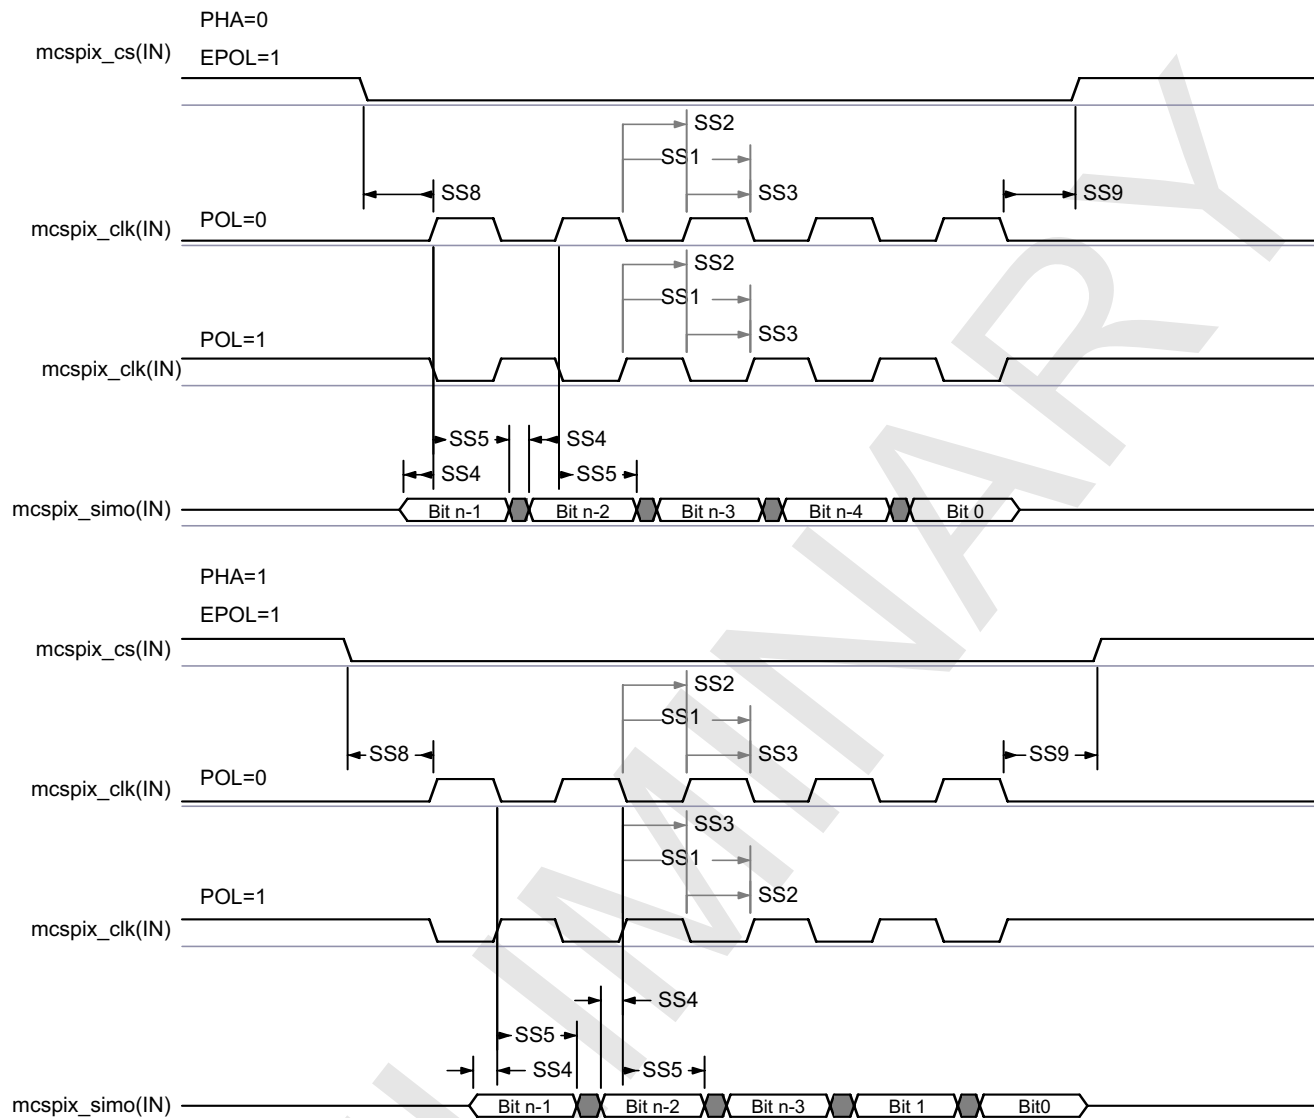 PHA=0
mcspix_cs(IN) EPOL=1
SS2
SS1
SS8 SS3 SS9
mcspix_clk(IN) POL=0
SS2
SS1
SS3
POL=1
mcspix_clk(IN)
SS5 SS4
SS4 SS5
mcspix_simo(IN) Bit n-1 Bit n-2 Bit n-3 Bit n-4 Bit 0
PHA=1
EPOL=1
mcspix_cs(IN)
SS2
SS1
SS8 SS3 SS9
mcspix_clk(IN) POL=0
SS3
SS1
POL=1 SS2
mcspix_clk(IN)
SS4
SS5
SS4 SS5
mcspix_simo(IN) Bit n-1 Bit n-2 Bit n-3 Bit 1 Bit0
IMINARY